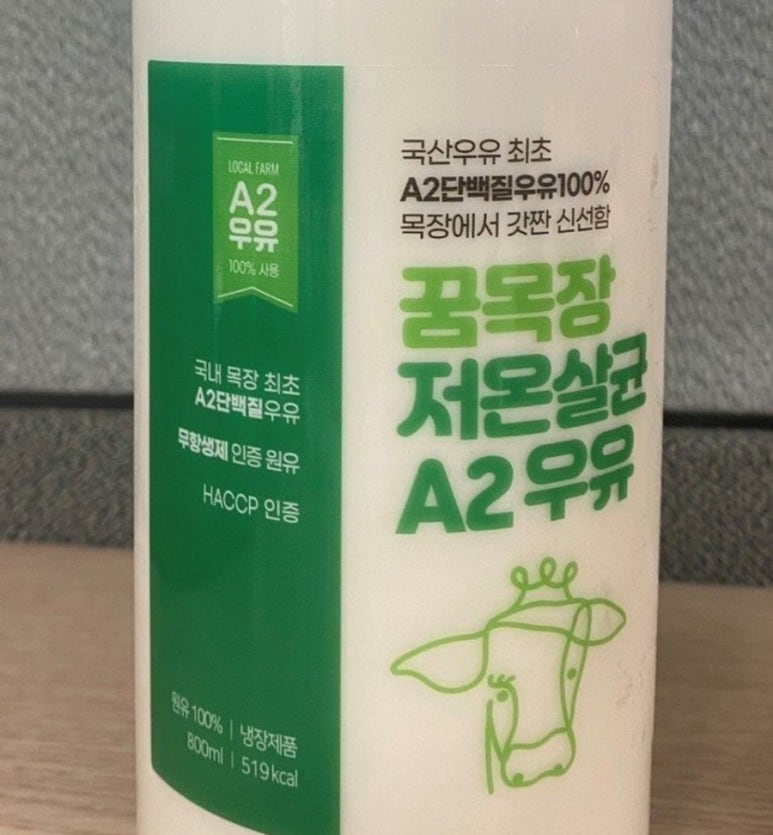 LOCAL FARM
A2
우유
100% 사용
국내 목장 최초
A2단백질우유
무항생제 인증 원유
HACCP 인증
원유 100% | 냉장제품
800ml | 519 kcal
국산우유 최초
A2단백질우유100%
목장에서 갓짠 신선함
꿈목장
저온살균
A2 우유